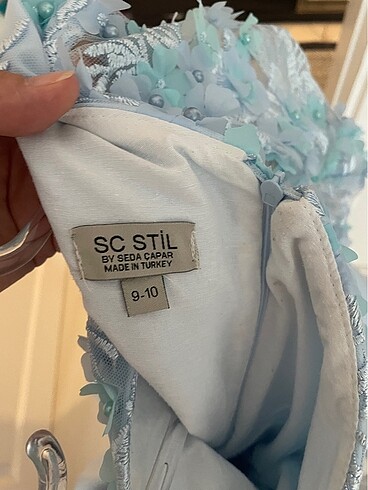 SC STİL
BY SEDA ÇAPAR
MADE IN TURKEY
9-10